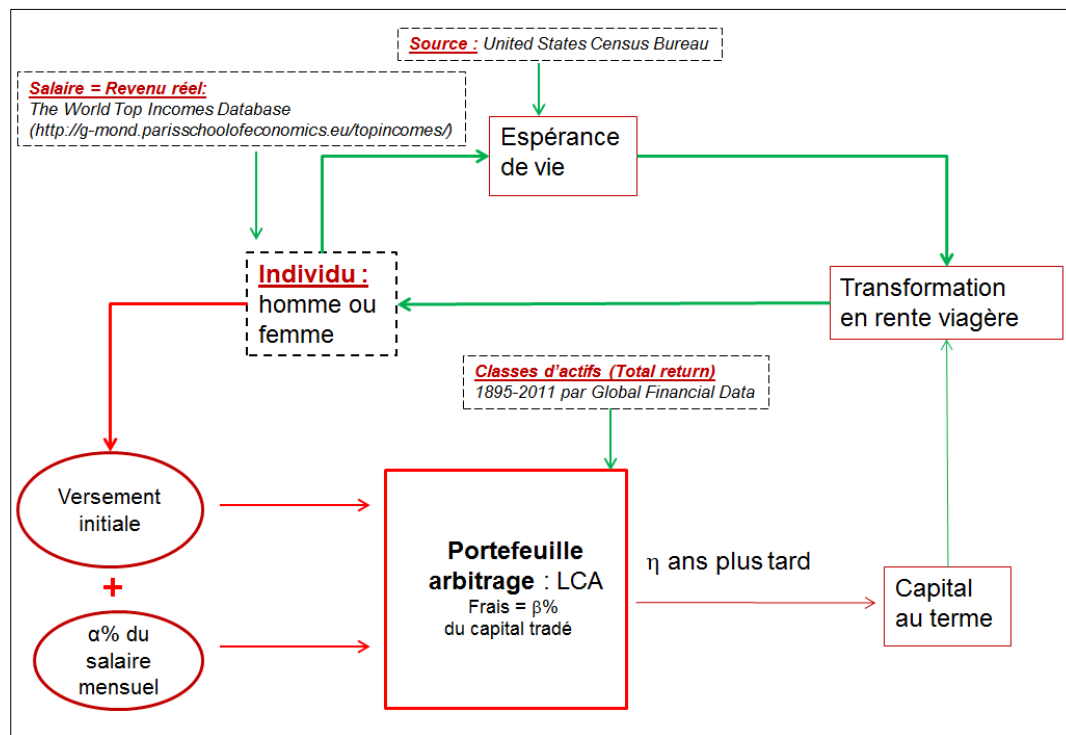 Source : United States Census Bureau
Salaire = Revenu réel:
The World Top Incomes Database
(http://g-mond.parisschoolofeconomics.eu/topincomes/)
Espérance
de vie
Individu :
homme ou
femme
Transformation
en rente viagère
Classes d'actifs (Total return)
1895-2011 par Global Financial Data
Versement
initiale
+
α% du
salaire
mensuel
Portefeuille
arbitrage : LCA
Frais = β%
du capital tradé
η ans plus tard
Capital
au terme